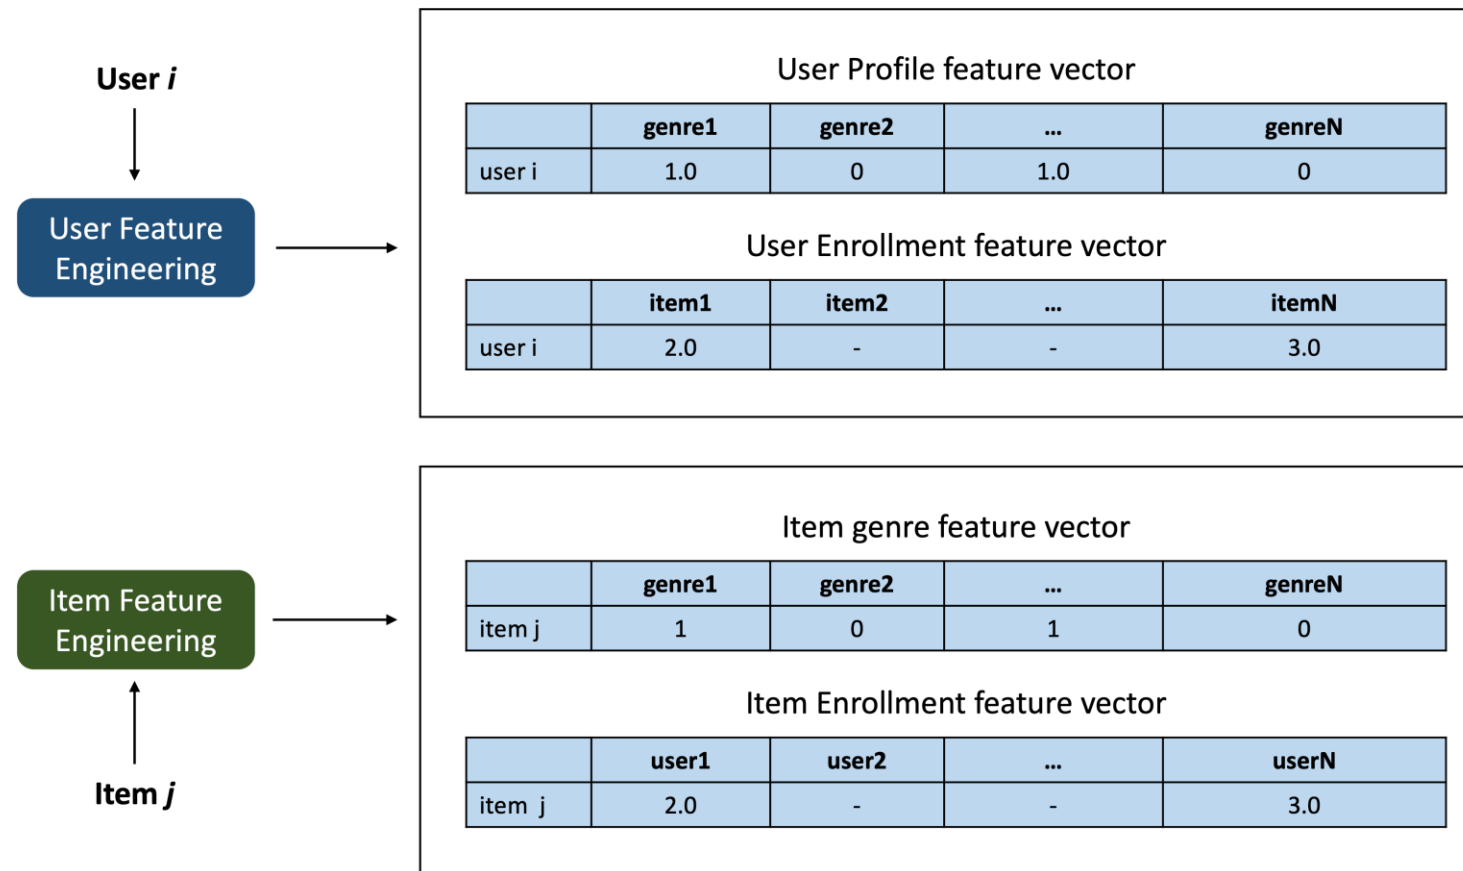 User i
User Feature
Engineering
User Profile feature vector
genre1 genre2 ... genreN
user i 1.0 0 1.0 0
User Enrollment feature vector
item1 item2 ... itemN
user i 2.0 - - 3.0
Item Feature
Engineering
Item j
Item genre feature vector
genre1 genre2 ... genreN
item j 1 0 1 0
Item Enrollment feature vector
user1 user2 ... userN
item j 2.0 - - 3.0